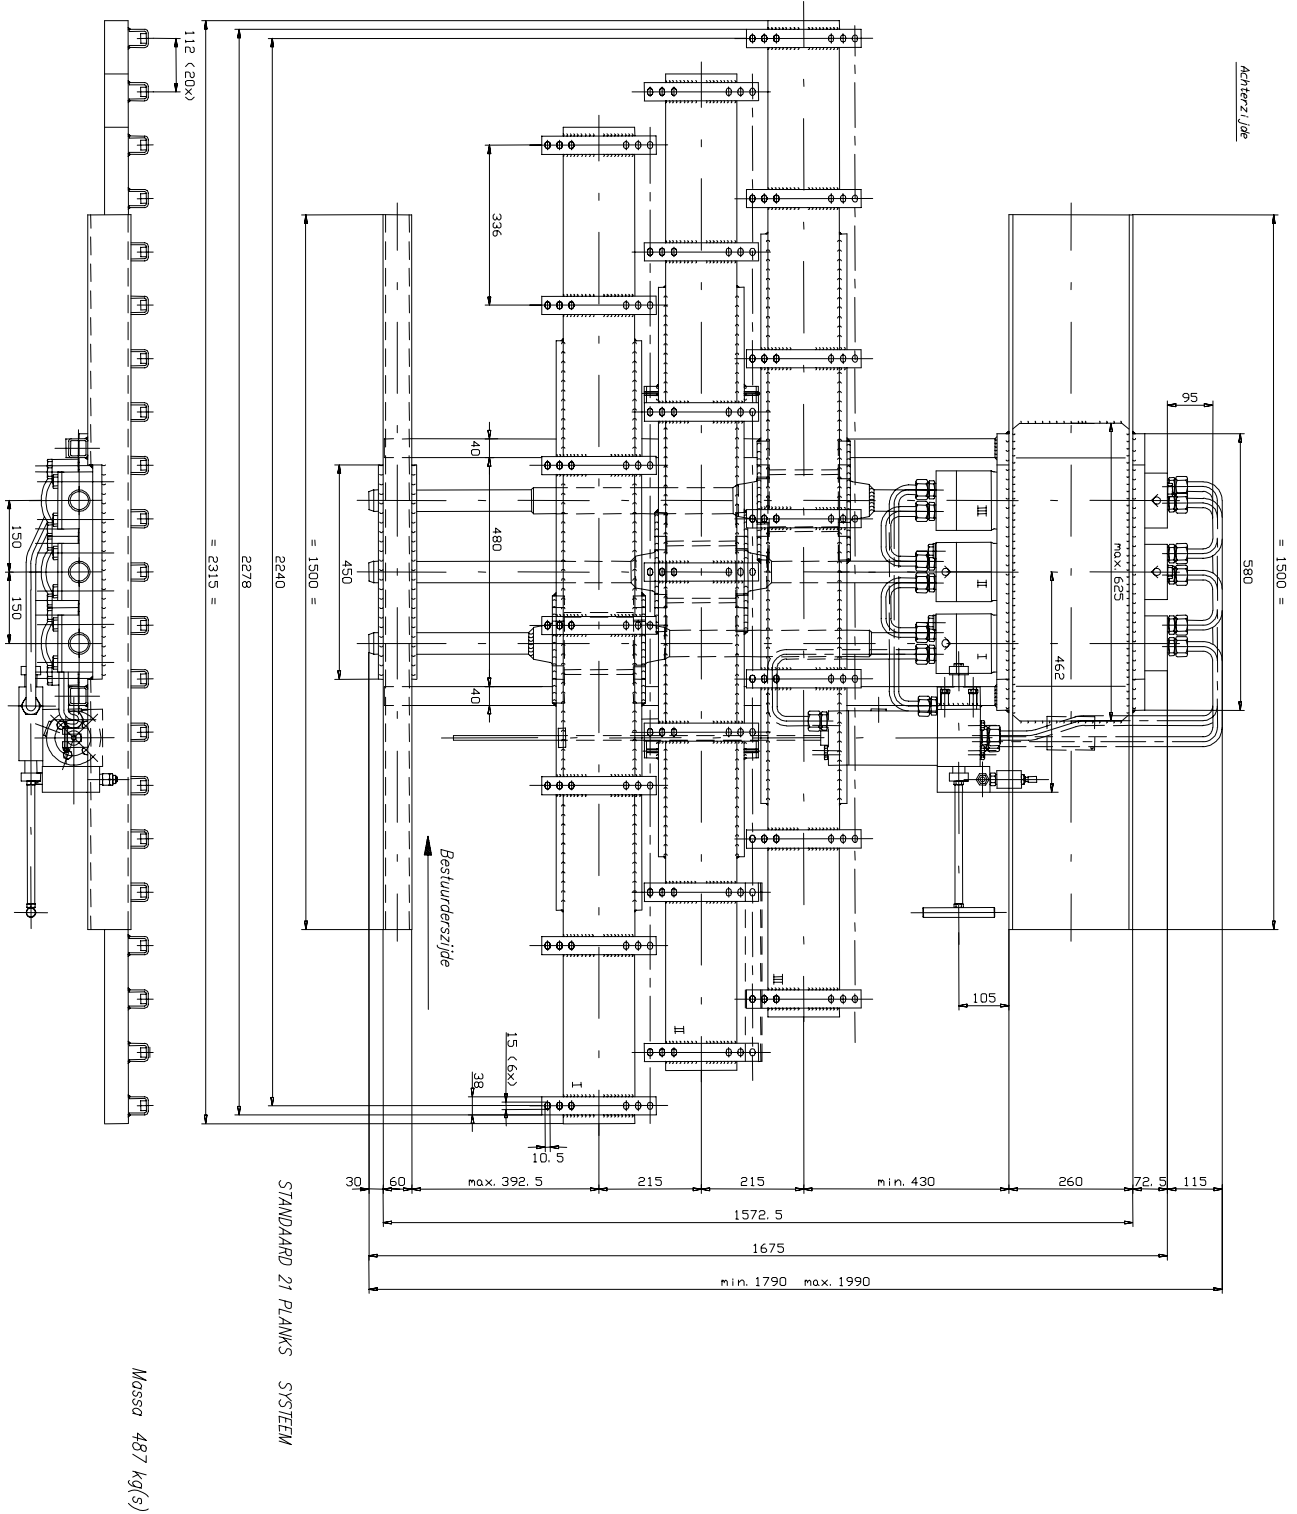 Achterzijde
112 (20x)
= 2315 =
2278
2240
= 1500 =
450
336
40
480
40
150
150
III
II
I
max. 625
462
580
95
= 1500 =
Bestuurderszijde
105
III
II
I
15 (6x)
38
10.5
30
60
max. 392.5
215
215
min. 430
260
72.5
115
1572.5
1675
min. 1790 max. 1990
STANDAARD 21 PLANKS SYSTEEM
Massa 487 kg(s)